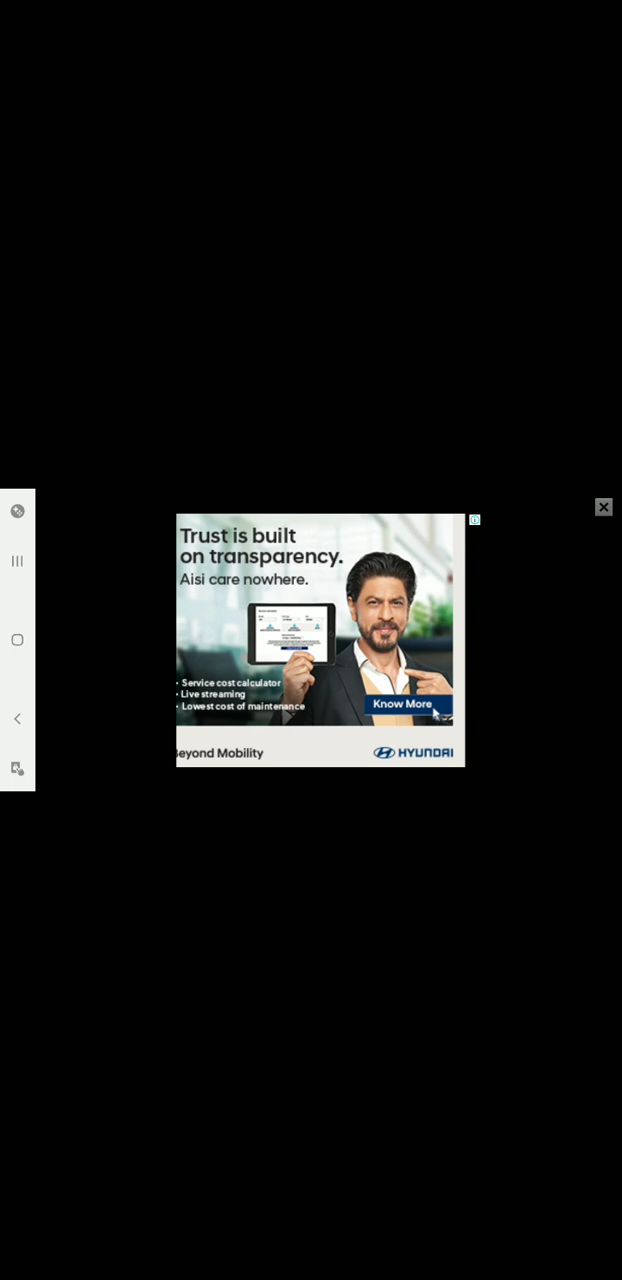 Trust is built
on transparency.
Aisi care nowhere.
• Service cost calculator
• Live streaming
• Lowest cost of maintenance
Know More
Beyond Mobility
HYUNDAI